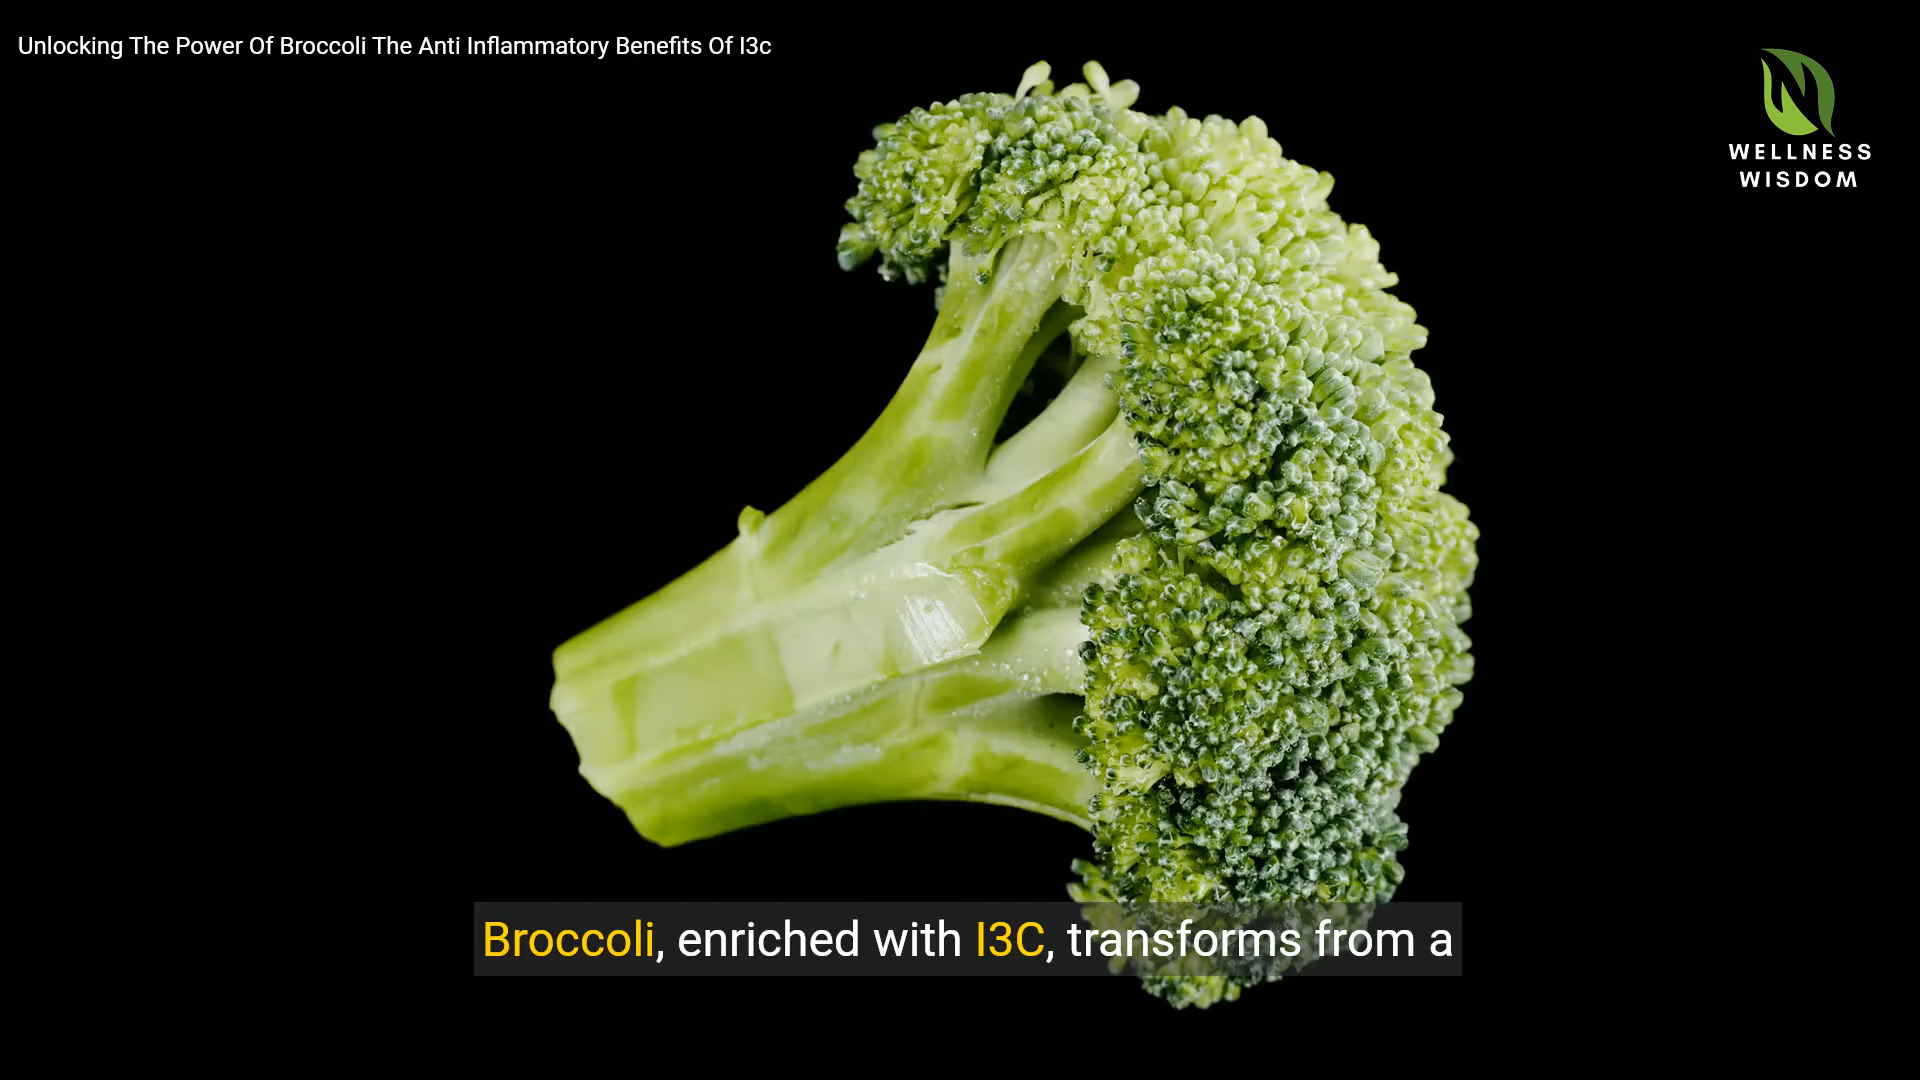 Unlocking The Power Of Broccoli The Anti Inflammatory Benefits Of I3c
WELLNESS
WISDOM
Broccoli, enriched with I3C, transforms from a